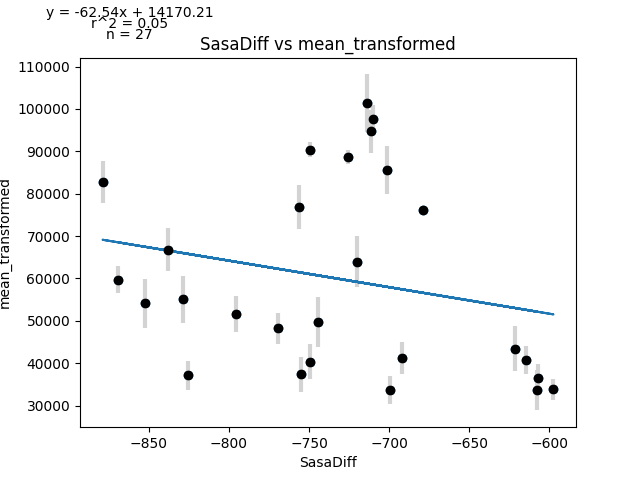 y = -62.54x + 14170.21
r^2 = 0.05
n = 27
SasaDiff vs mean_transformed
110000
100000
90000
80000
70000
60000
50000
40000
30000
mean_transformed
−850
−800
−750
−700
−650
−600
SasaDiff